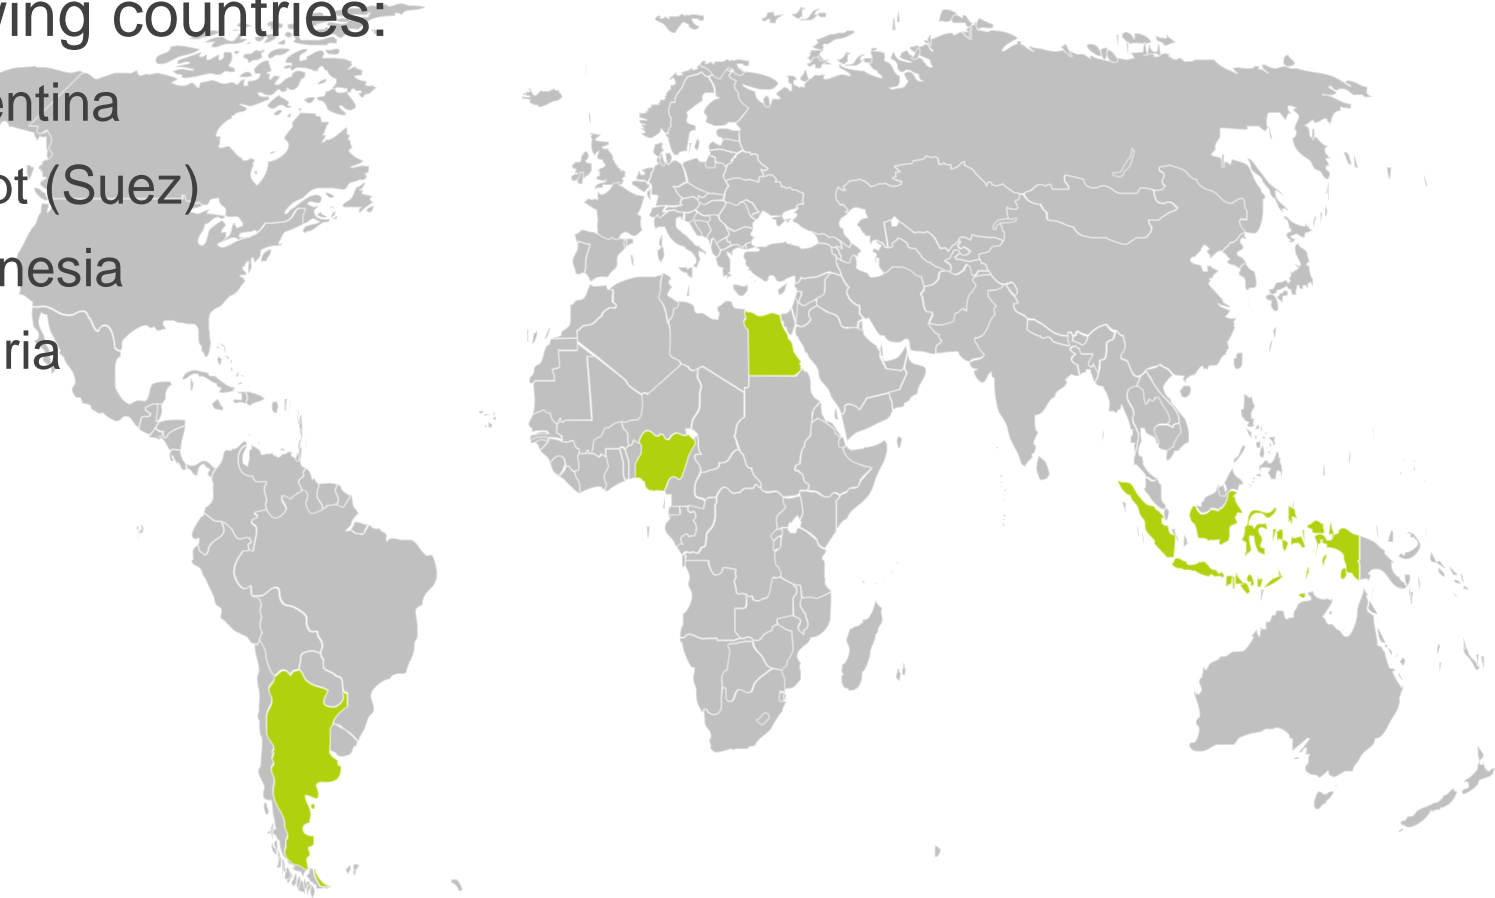 ving countries:
entina
ot (Suez)
nesia
ria